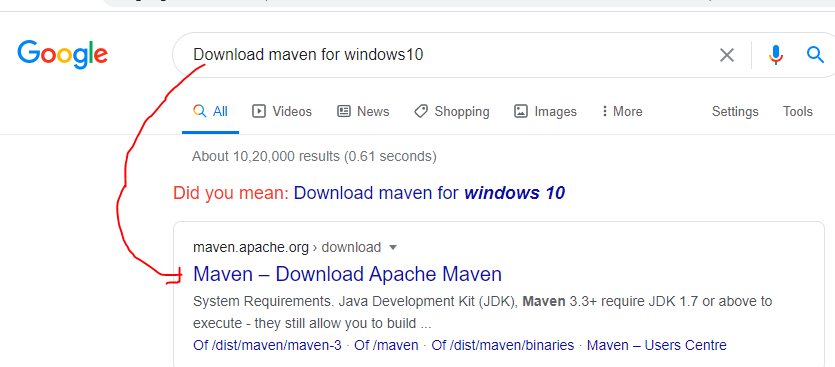 Google
Download maven for windows10
All Videos News Shopping Images More Settings Tools
About 10,20,000 results (0.61 seconds)
Did you mean: Download maven for windows 10
maven.apache.org › download
Maven – Download Apache Maven
System Requirements. Java Development Kit (JDK), Maven 3.3+ require JDK 1.7 or above to
execute - they still allow you to build ...
Of /dist/maven/maven-3 · Of /maven · Of /dist/maven/binaries · Maven – Users Centre